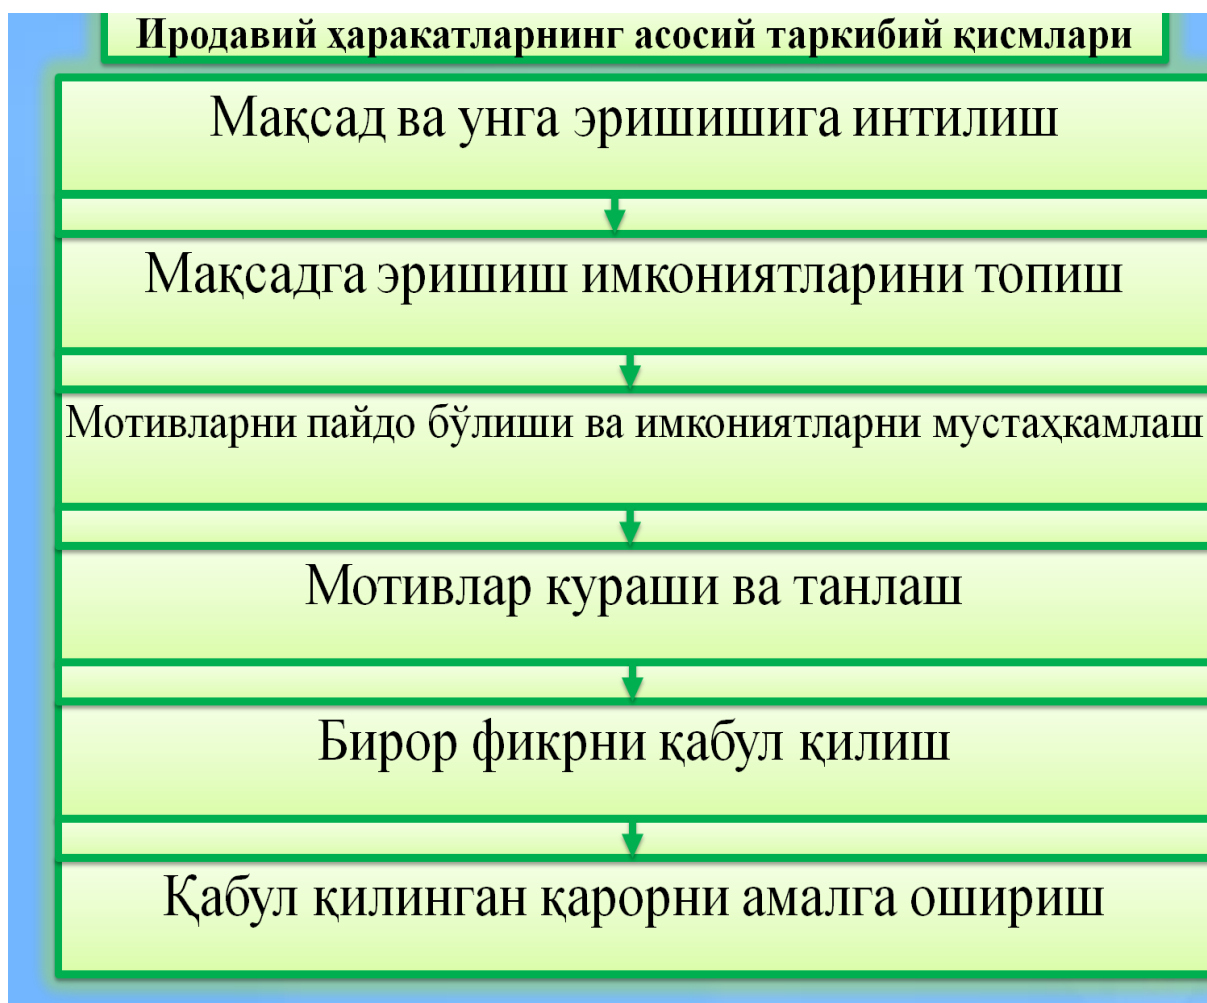 Иродавий ҳаракатларнинг асосий таркибий қисмлари
Мақсад ва унга эришишига интилиш
Мақсадга эришиш имкониятларини топиш
Мотивларни пайдо бўлиши ва имкониятларни мустаҳкамлаш
Мотивлар кураши ва танлаш
Бирор фикрни қабул қилиш
Қабул қилинган қарорни амалга ошириш